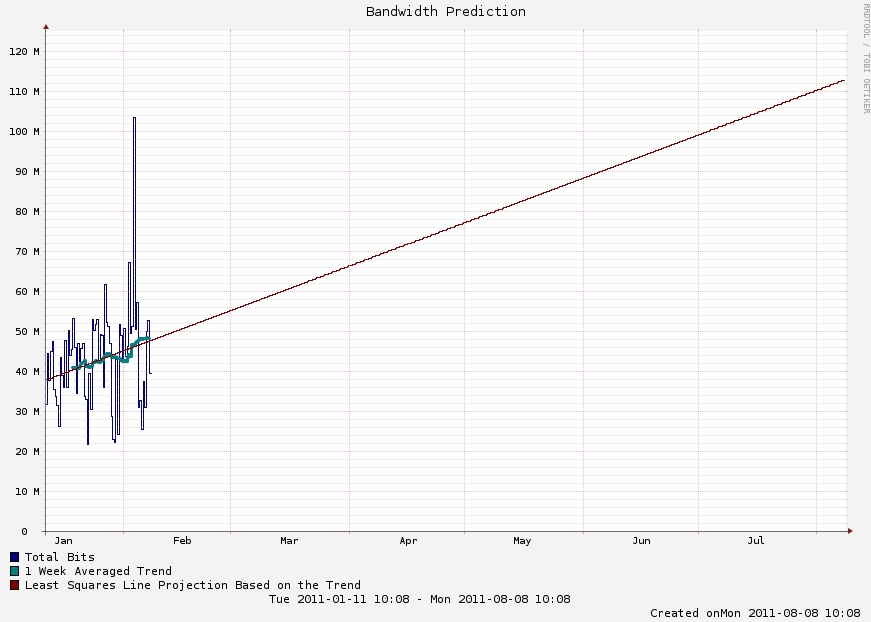 Bandwidth Prediction
RRDTOOL / TOBI OETIKER
120 M
110 M
100 M
90 M
80 M
70 M
60 M
50 M
40 M
30 M
20 M
10 M
0
Jan Feb Mar Apr May Jun Jul
Total Bits
1 Week Averaged Trend
Least Squares Line Projection Based on the Trend
Tue 2011-01-11 10:08 - Mon 2011-08-08 10:08
Created onMon 2011-08-08 10:08